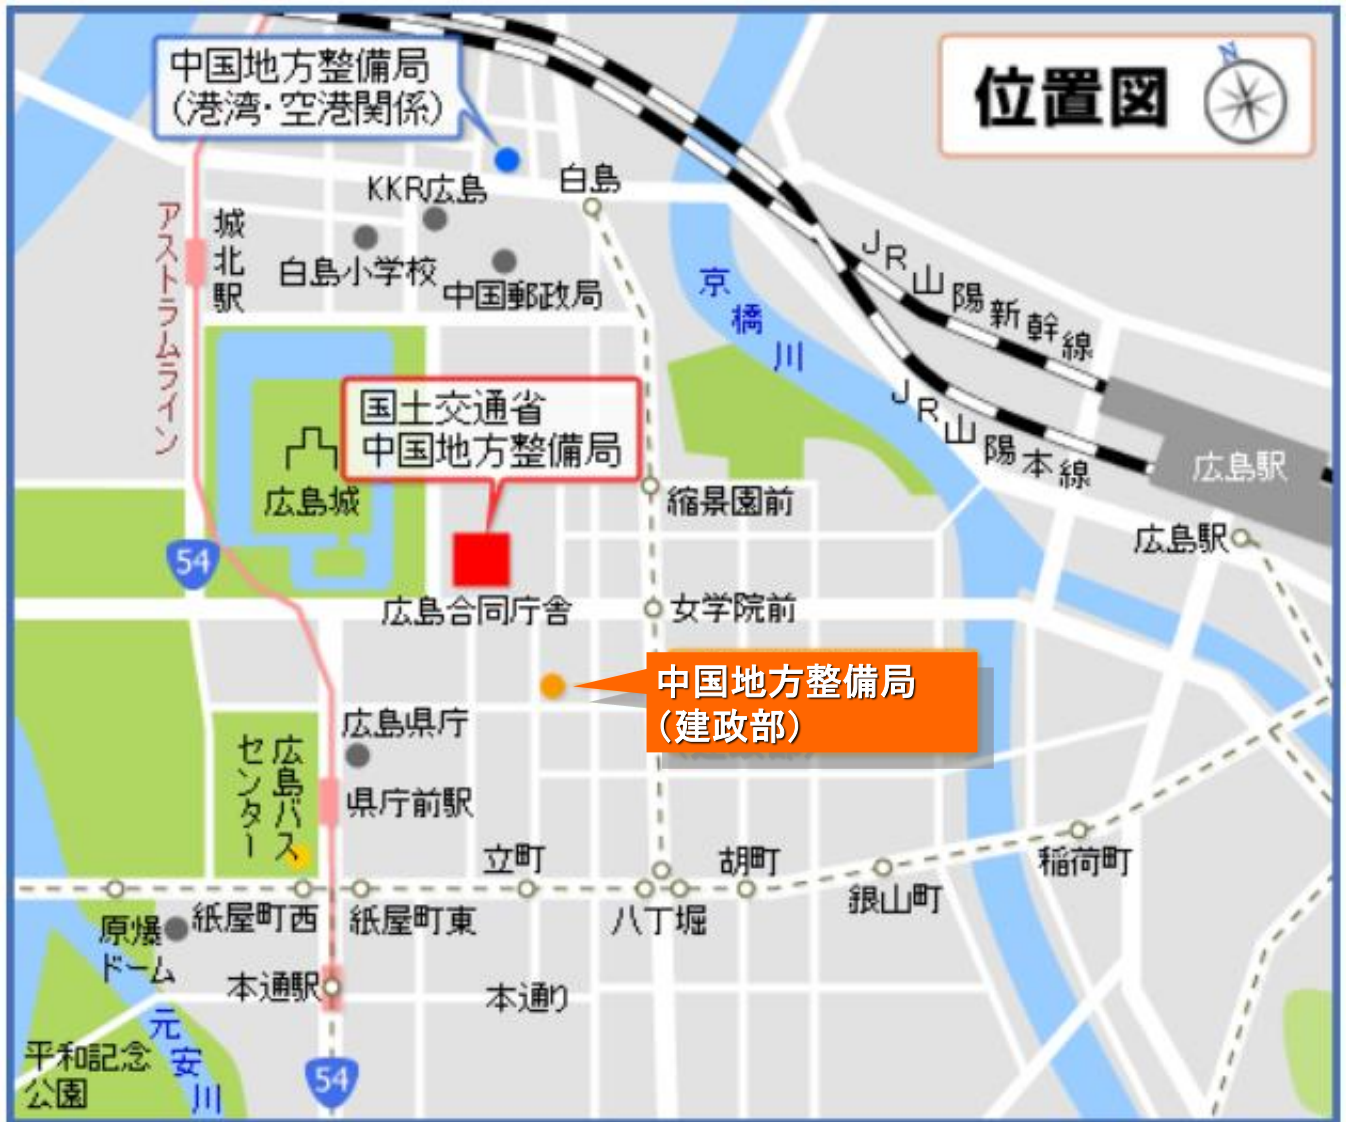 中国地方整備局
（港湾・空港関係）
位置図
N
白島
KKR広島
城北駅
アストラムライン
白島小学校
中国郵政局
京橋川
JR山陽新幹線
JR山陽本線
国土交通省
中国地方整備局
広島城
縮景園前
広島駅
広島駅
54
広島合同庁舎
女学院前
中国地方整備局
（建政部）
広島県庁
広島バス
センター
県庁前駅
立町
胡町
稲荷町
銀山町
紙屋町西
紙屋町東
八丁堀
原爆
ドーム
本通駅
本通り
元安川
平和記念
公園
54